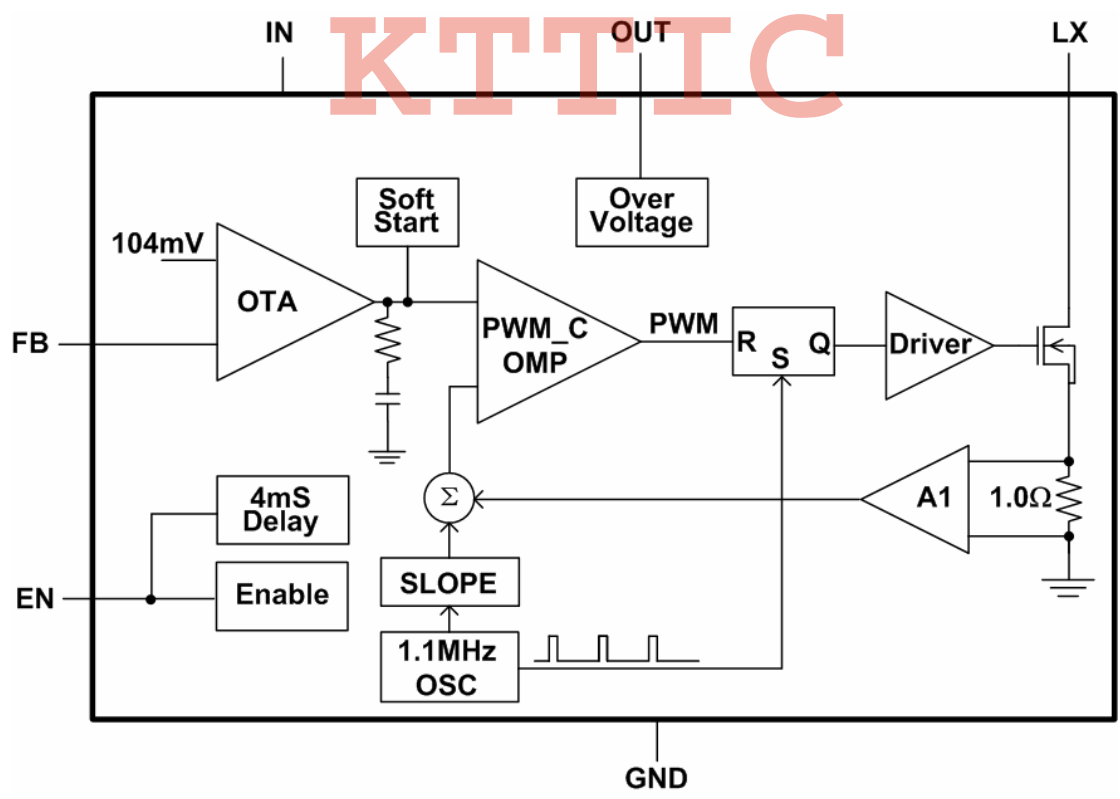 KTTIC
IN
OUT
LX
Soft
Start
Over
Voltage
104mV
OTA
FB
PWM_C
OMP
PWM
R
S
Q
Driver
4mS
Delay
Σ
A1
1.0Ω
EN
Enable
SLOPE
1.1MHz
OSC
GND